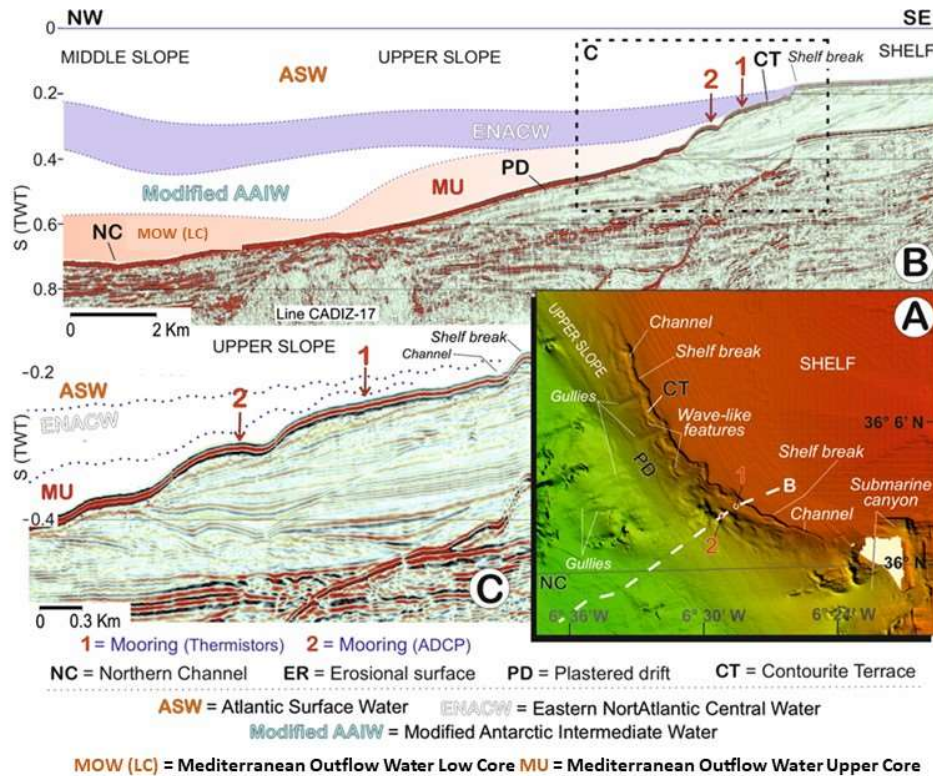 NW SE
0
MIDDLE SLOPE ASW UPPER SLOPE C CT Shelf break SHELF
2 1
0.2
ENACW
0.4
Modified AAIW MU PD
0.6
NC MOW (LC)
0.8
S (TWT)
B
0 2 Km
Line CADIZ-17
UPPER SLOPE Shelf break
Channel
-0.2
ASW
ENACW
2 1
MU
-0.4
S (TWT)
C
0 0.3 Km
A
UPPER SLOPE
Channel
Shelf break
SHELF
CT
Gullies
Wave-like
features
36° 6' N
PD
1
Shelf break
B
Submarine
canyon
Channel
2
Gullies
36° N
NC
6° 36' W 6° 30' W 6° 24' W
1 = Mooring (Thermistors) 2 = Mooring (ADCP)
NC = Northern Channel ER = Erosional surface PD = Plastered drift CT = Contourite Terrace
ASW = Atlantic Surface Water ENACW = Eastern NortAtlantic Central Water
Modified AAIW = Modified Antarctic Intermediate Water
MOW (LC) = Mediterranean Outflow Water Low Core MU = Mediterranean Outflow Water Upper Core